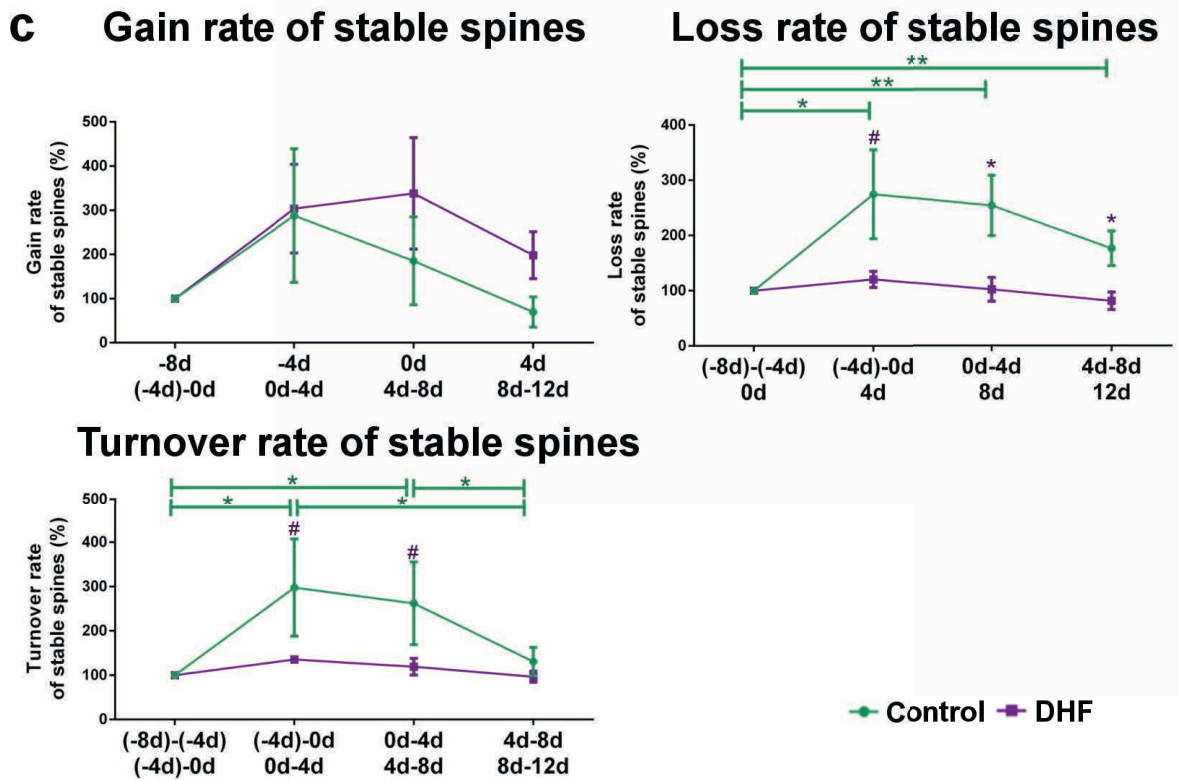 c
Gain rate of stable spines
Loss rate of stable spines
Gain rate
of stable spines (%)
500
400
300
200
100
0
-8d
-4d
0d
4d
(-4d)-0d
0d-4d
4d-8d
8d-12d
**
**
*
Loss rate
of stable spines (%)
400
300
200
100
0
#
*
*
(-8d)-(-4d)
(-4d)-0d
0d-4d
4d-8d
0d
4d
8d
12d
Turnover rate of stable spines
*
*
*
*
Turnover rate
of stable spines (%)
500
400
300
200
100
0
#
#
(-8d)-(-4d)
(-4d)-0d
0d-4d
4d-8d
(-4d)-0d
0d-4d
4d-8d
8d-12d
Control
DHF